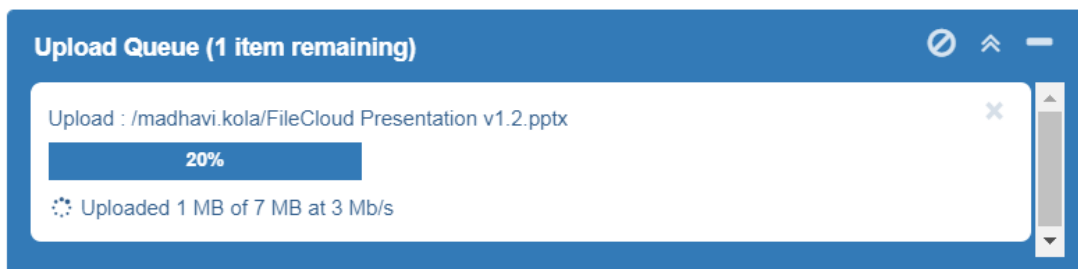 Upload Queue (1 item remaining)
Upload : /madhavi.kola/FileCloud Presentation v1.2.pptx
20%
Uploaded 1 MB of 7 MB at 3 Mb/s